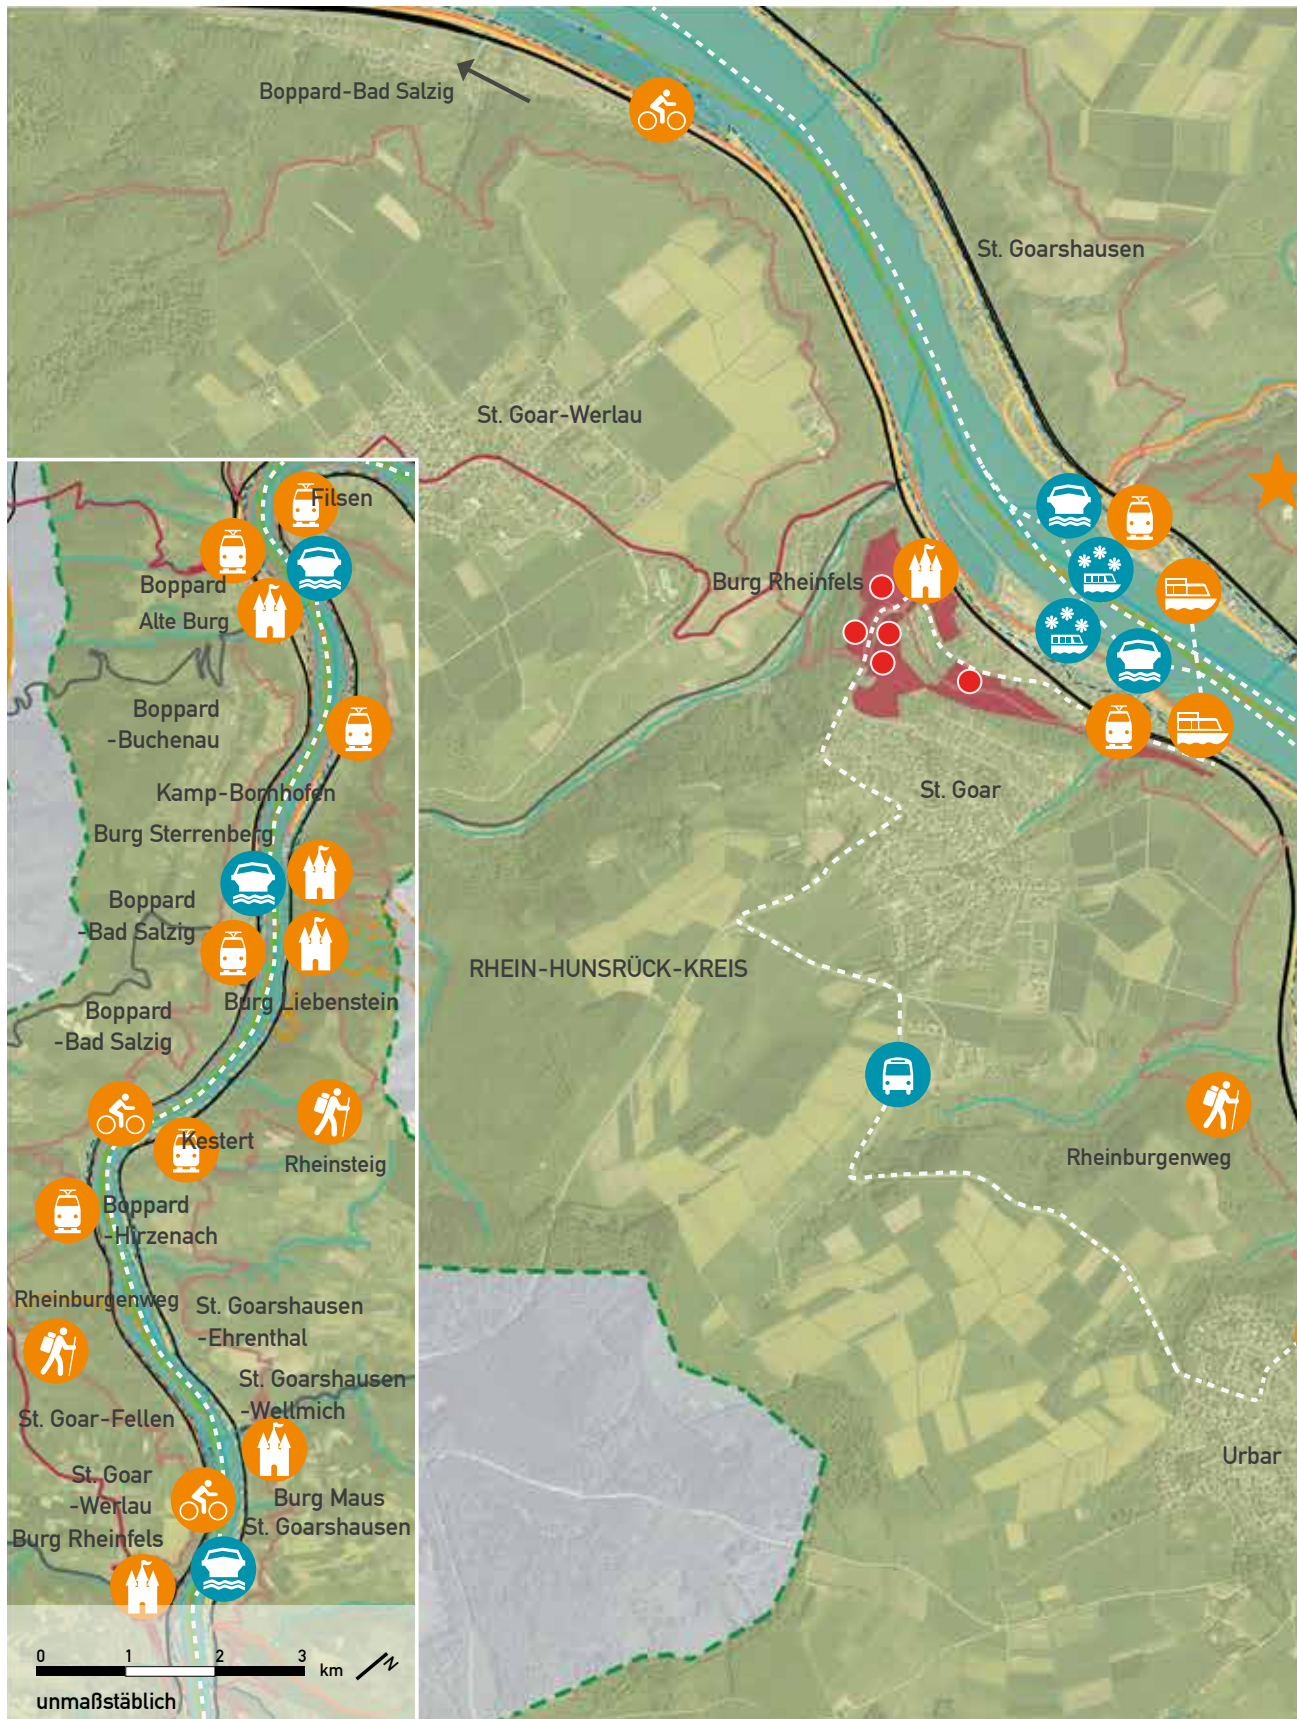 Boppard-Bad Salzig
St. Goarshausen
St. Goar-Werlau
Burg Rheinfels
St. Goar
RHEIN-HUNSRÜCK-KREIS
Rheinburgenweg
Urbar
Filsen
Boppard
Alte Burg
Boppard
-Buchenau
Kamp-Bornhofen
Burg Sterrenberg
Boppard
-Bad Salzig
Burg Liebenstein
Boppard
-Bad Salzig
Kestert
Rheinsteig
Boppard
-Hirzenach
Rheinburgenweg
St. Goarshausen
-Ehrenthal
St. Goarshausen
-Wellmich
St. Goar-Fellen
St. Goar
-Werlau
Burg Maus
St. Goarshausen
Burg Rheinfels
0 1 2 3 km N
unmaßstäblich